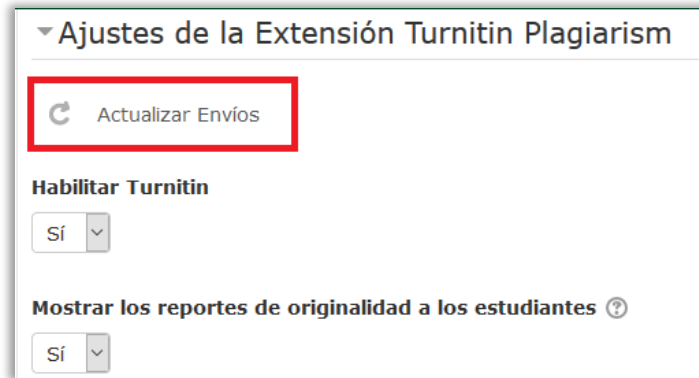 Ajustes de la Extensión Turnitin Plagiarism
Actualizar Envíos
Habilitar Turnitin
Sí
Mostrar los reportes de originalidad a los estudiantes ?
Sí